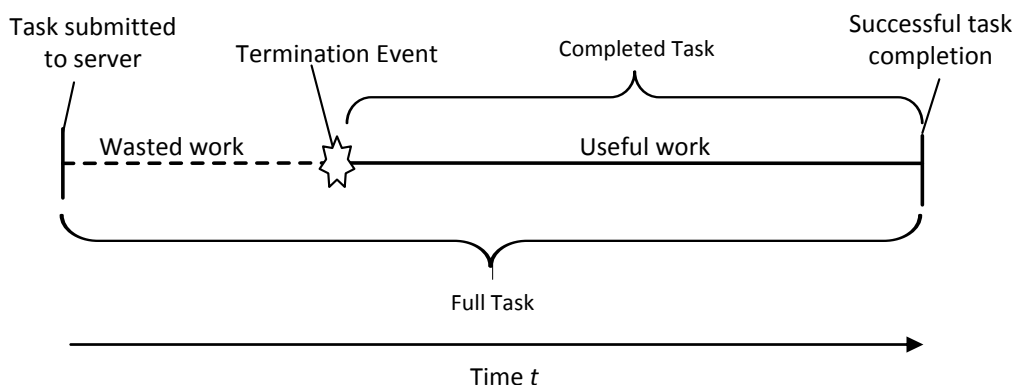 Task submitted
to server
Termination Event
Completed Task
Successful task
completion
Wasted work
Useful work
Full Task
Time t